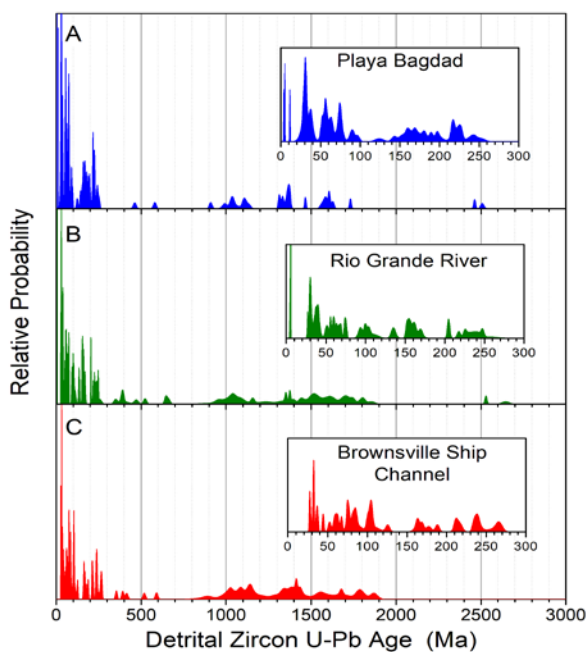 A
Playa Bagdad
0 50 100 150 200 250 300
B
Rio Grande River
0 50 100 150 200 250 300
C
Brownsville Ship
Channel
0 50 100 150 200 250 300
Relative Probability
0 500 1000 1500 2000 2500 3000
Detrital Zircon U-Pb Age (Ma)